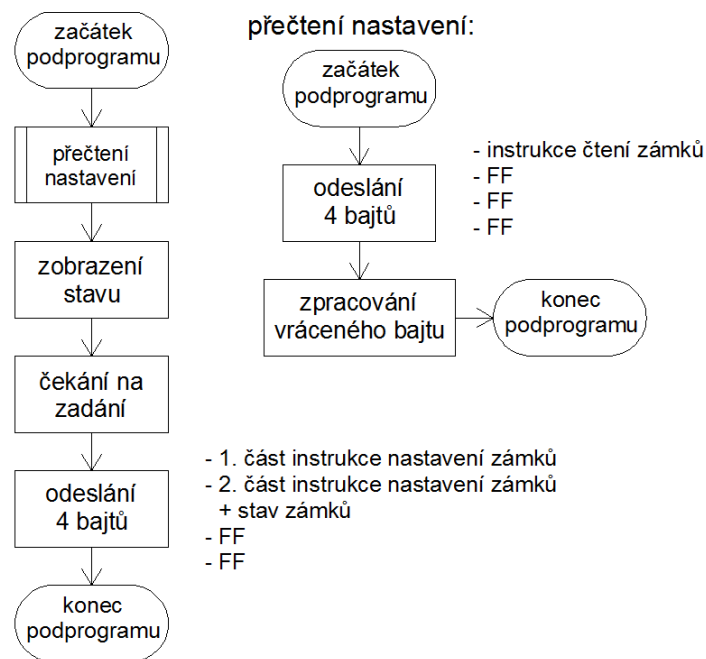 začátek
podprogramu
přečtení
nastavení
zobrazení
stavu
čekání na
zadání
odeslání
4 bajtů
- 1. část instrukce nastavení zámků
- 2. část instrukce nastavení zámků
+ stav zámků
- FF
- FF
konec
podprogramu
přečtení nastavení:
začátek
podprogramu
odeslání
4 bajtů
- instrukce čtení zámků
- FF
- FF
- FF
zpracování
vráceného bajtu
konec
podprogramu